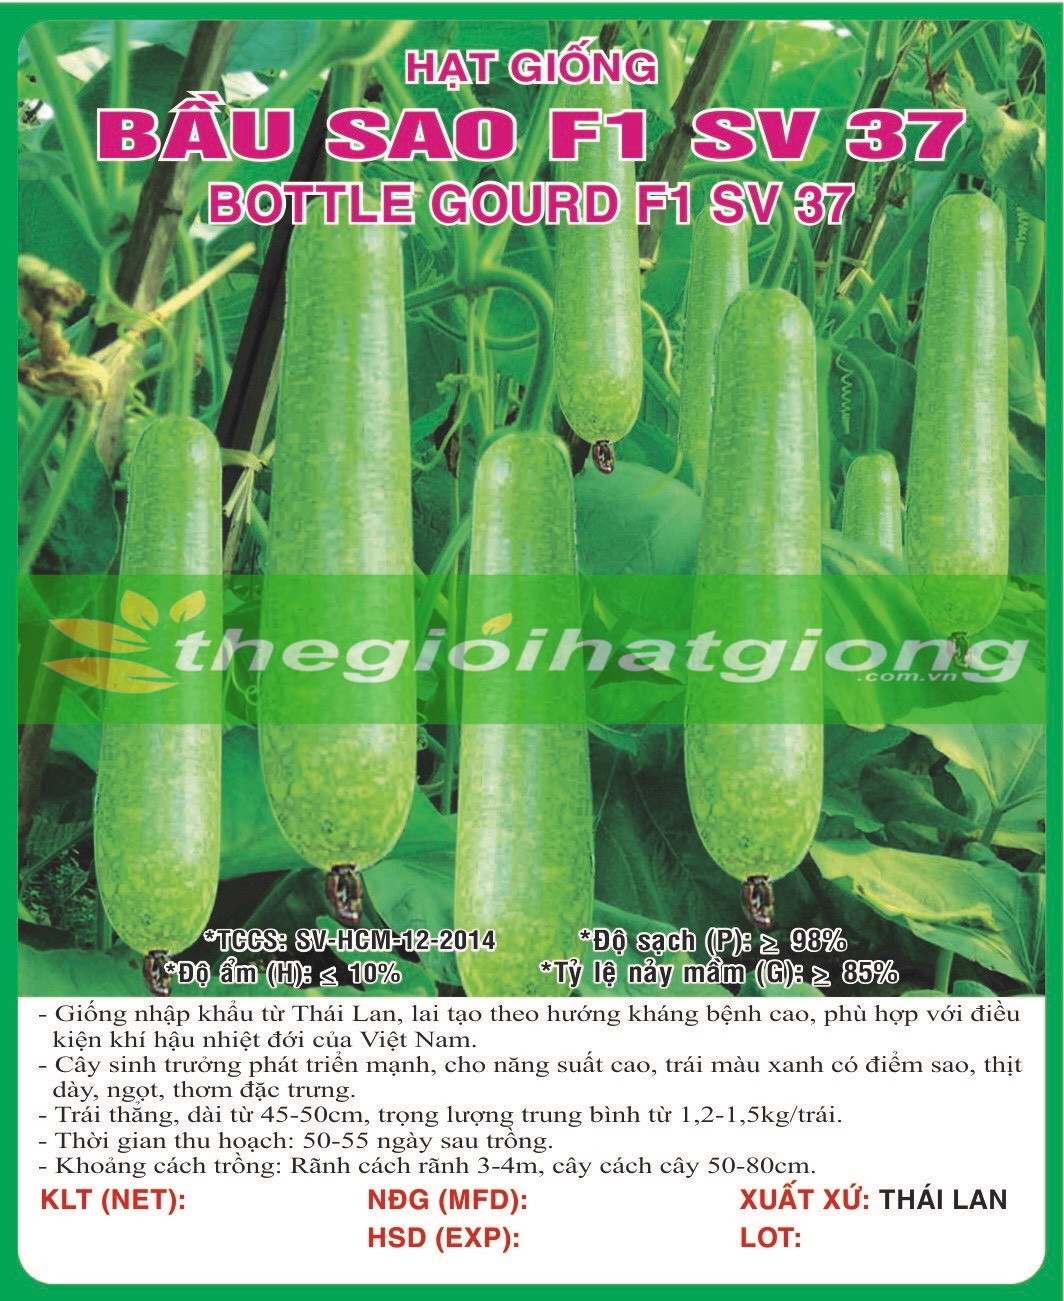 HẠT GIỐNG
BẦU SAO F1 SV 37
BOTTLE GOURD F1 SV 37
thegioihatgiong
.com.vn
*TCCS: SV-HCM-12-2014 *Độ sạch (P): ≥ 98%
*Độ ẩm (H): ≤ 10% *Tỷ lệ nảy mầm (G): ≥ 85%
- Giống nhập khẩu từ Thái Lan, lai tạo theo hướng kháng bệnh cao, phù hợp với điều
kiện khí hậu nhiệt đới của Việt Nam.
- Cây sinh trưởng phát triển mạnh, cho năng suất cao, trái màu xanh có điểm sao, thịt
dày, ngọt, thơm đặc trưng.
- Trái thẳng, dài từ 45-50cm, trọng lượng trung bình từ 1,2-1,5kg/trái.
- Thời gian thu hoạch: 50-55 ngày sau trồng.
- Khoảng cách trồng: Rãnh cách rãnh 3-4m, cây cách cây 50-80cm.
KLT (NET): NĐG (MFD): XUẤT XỨ: THÁI LAN
HSD (EXP): LOT: